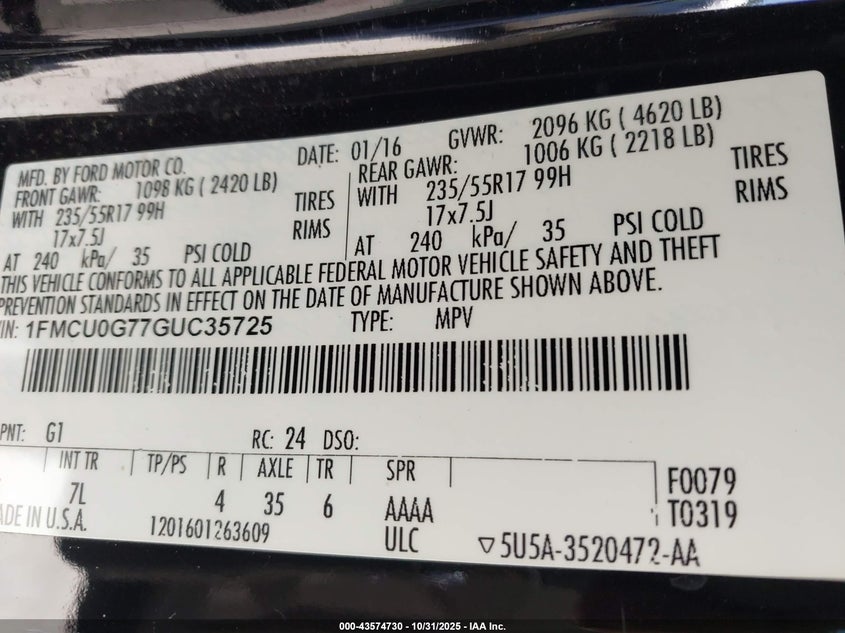 MFD. BY FORD MOTOR CO.
DATE: 01/16
GVWR: 2096 KG ( 4620 LB)
FRONT GAWR: 1098 KG ( 2420 LB)
WITH 235/55R17 99H TIRES
17x7.5J RIMS
AT 240 kPa/ 35 PSI COLD
REAR GAWR: 1006 KG ( 2218 LB)
WITH 235/55R17 99H TIRES
17x7.5J RIMS
AT 240 kPa/ 35 PSI COLD
THIS VEHICLE CONFORMS TO ALL APPLICABLE FEDERAL MOTOR VEHICLE SAFETY AND THEFT
PREVENTION STANDARDS IN EFFECT ON THE DATE OF MANUFACTURE SHOWN ABOVE.
VIN: 1FMCU0G77GUC35725 TYPE: MPV
PNT: G1 RC: 24 DSO:
INT TR TP/PS R AXLE TR SPR
7L 4 35 6 AAAA
F0079
T0319
ADE IN U.S.A. 1201601263609 ULC ▽5U5A-3520472-AA
000-43574730 - 10/31/2025 - IAA Inc.